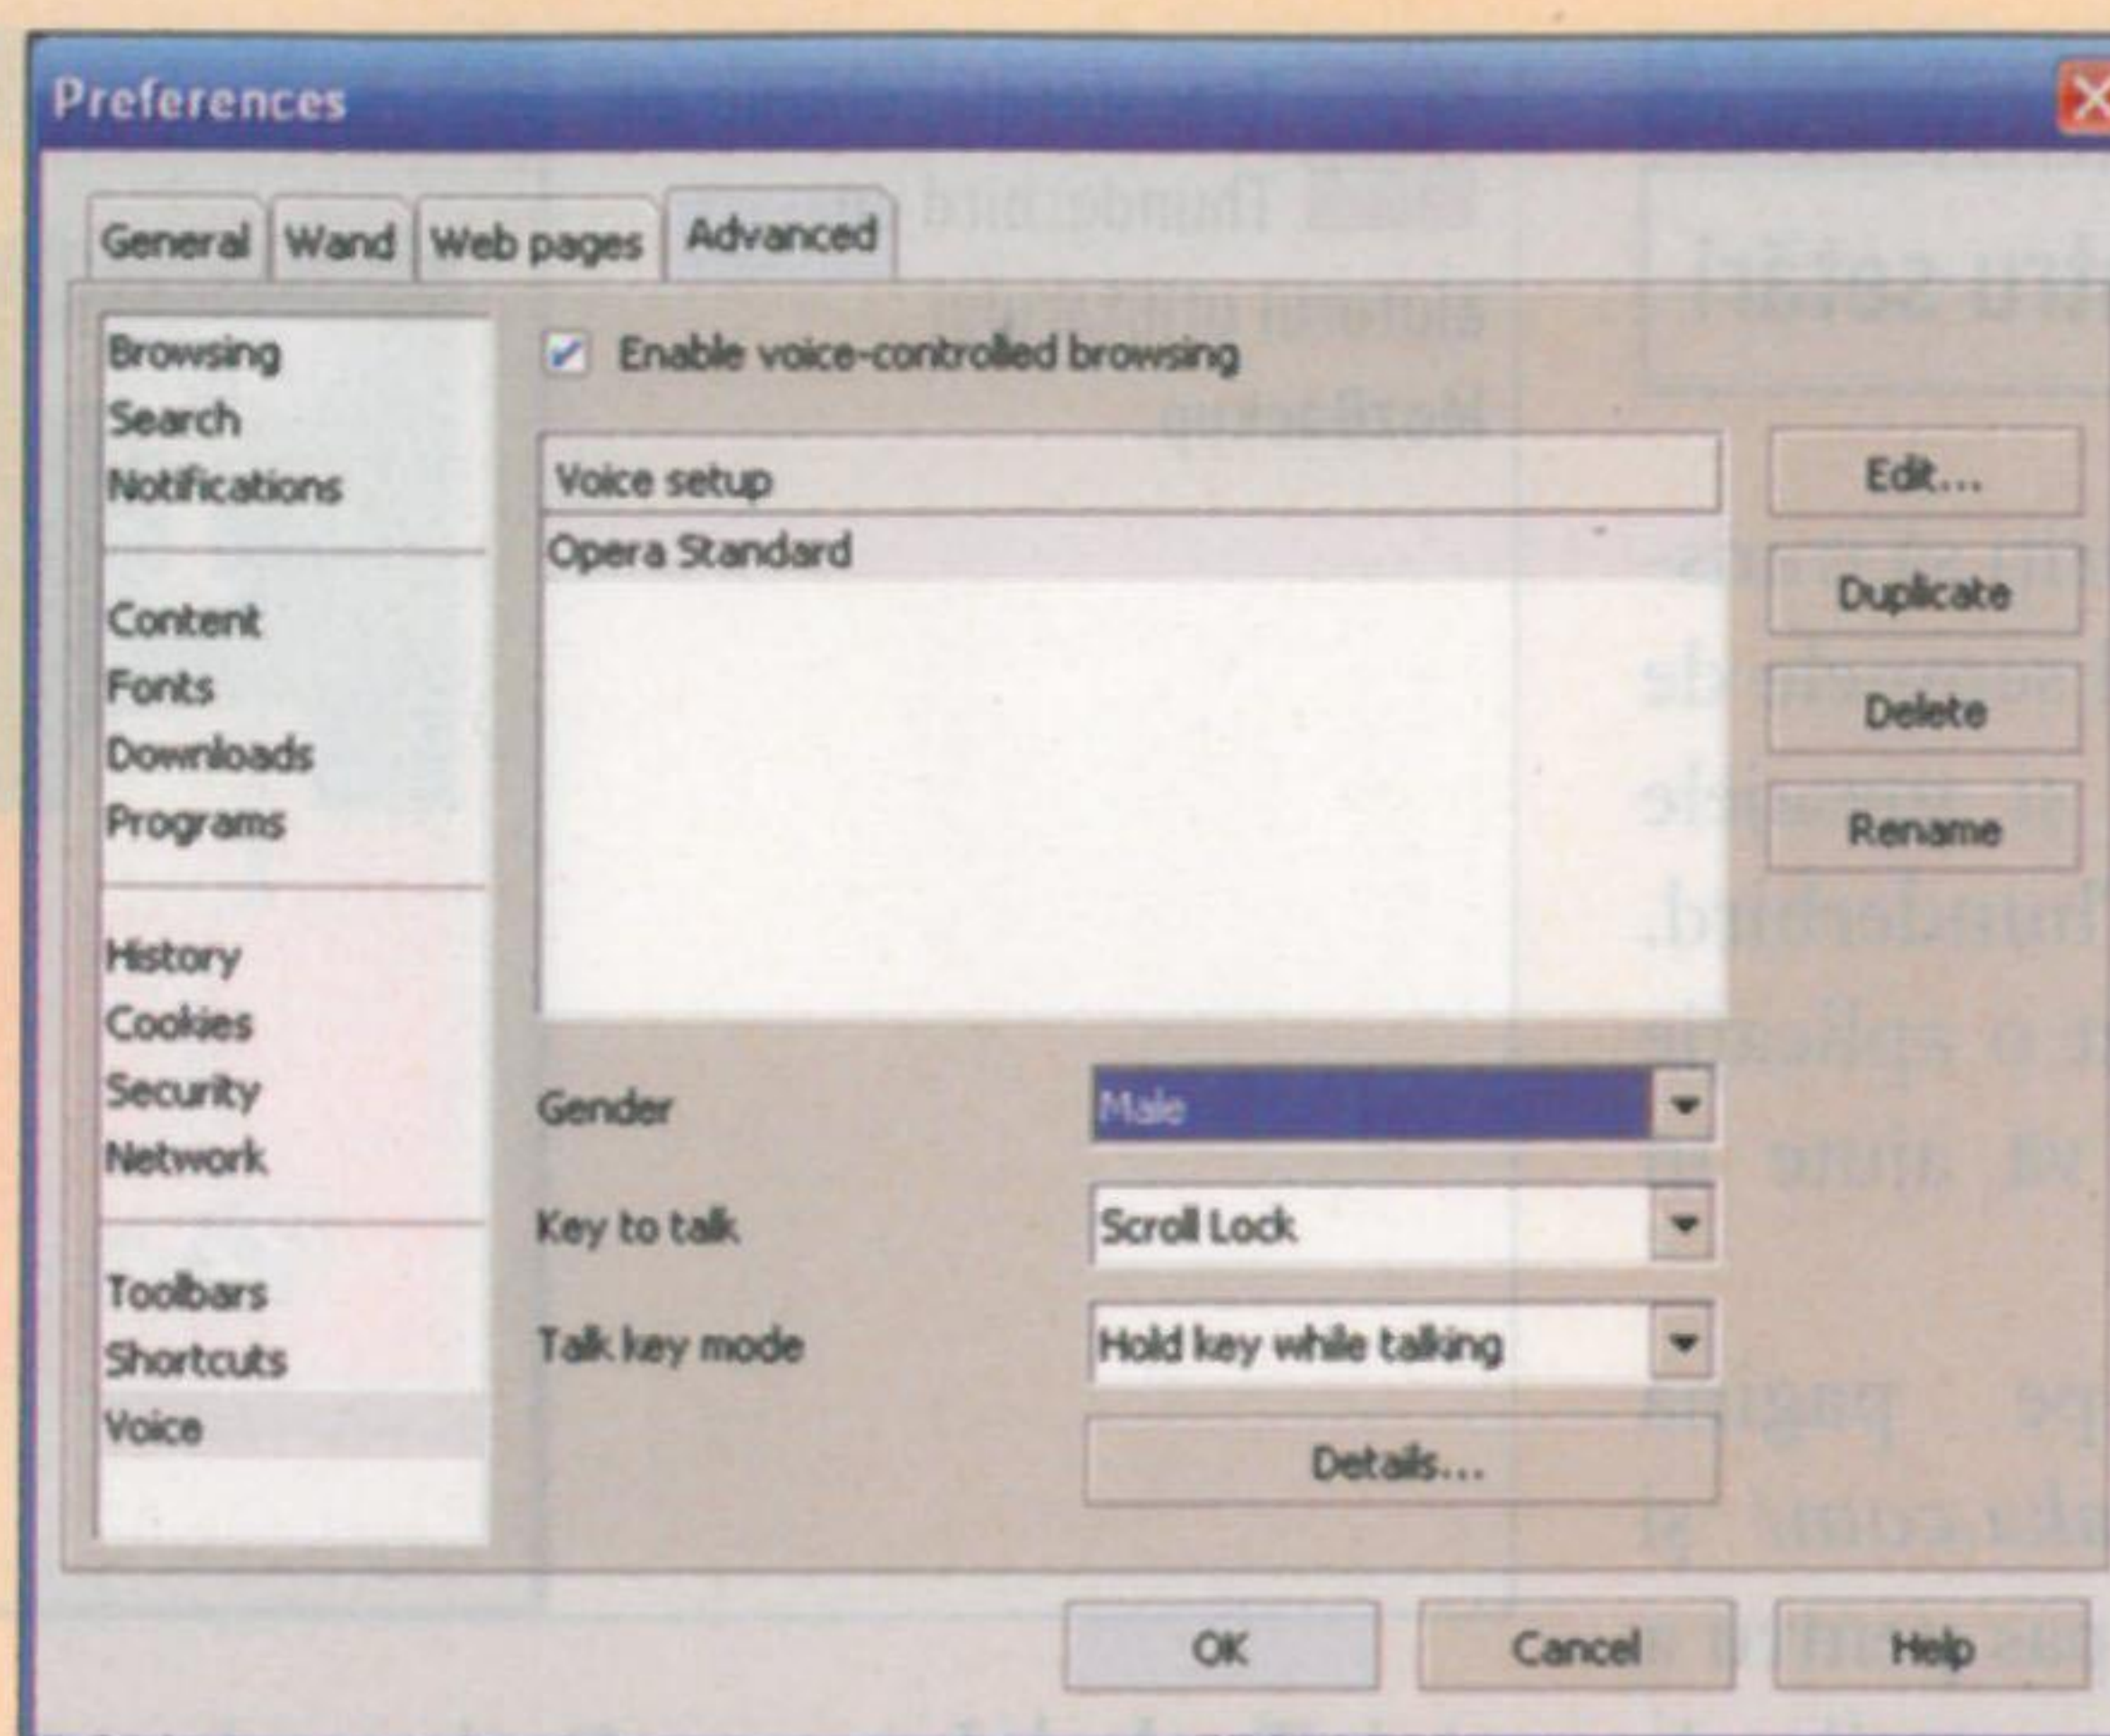 Preferences
General Wand Web pages Advanced
Browsing
Search
Notifications
Content
Fonts
Downloads
Programs
History
Cookies
Security
Network
Toolbars
Shortcuts
Voice
Enable voice-controlled browsing
Voice setup
Opera Standard
Edit...
Duplicate
Delete
Rename
Gender Male
Key to talk Scroll Lock
Talk key mode Hold key while talking
Details...
OK Cancel Help